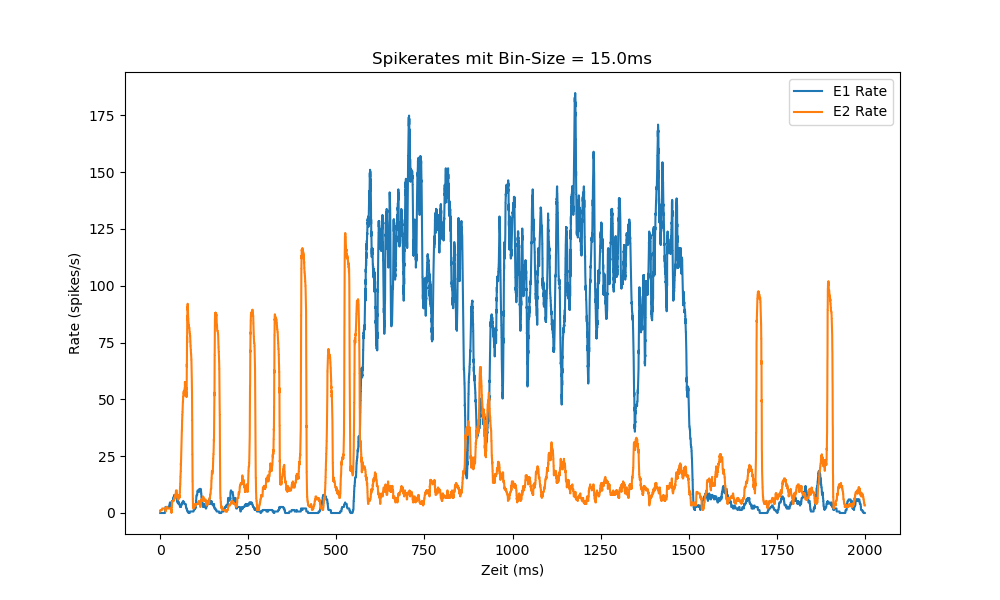 Spikerates mit Bin-Size = 15.0ms
E1 Rate
E2 Rate
175
150
125
100
75
50
25
0
Rate (spikes/s)
0 250 500 750 1000 1250 1500 1750 2000
Zeit (ms)